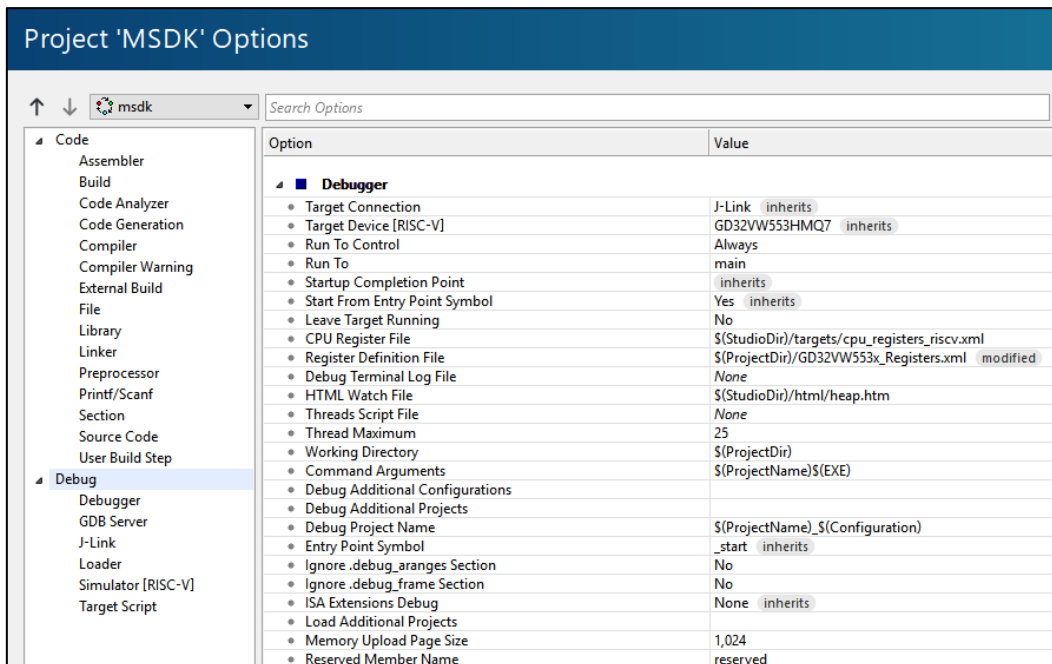 Project 'MSDK' Options
msdk
Search Options
Code
Assembler
Build
Code Analyzer
Code Generation
Compiler
Compiler Warning
External Build
File
Library
Linker
Preprocessor
Printf/Scanf
Section
Source Code
User Build Step
Debug
Debugger
GDB Server
J-Link
Loader
Simulator [RISC-V]
Target Script
Option Value
Debugger
Target Connection J-Link inherits
Target Device [RISC-V] GD32VW553HMQ7 inherits
Run To Control Always
Run To main
Startup Completion Point inherits
Start From Entry Point Symbol Yes inherits
Leave Target Running No
CPU Register File $(StudioDir)/targets/cpu_registers_riscv.xml
Register Definition File $(ProjectDir)/GD32VW553x_Registers.xml modified
Debug Terminal Log File None
HTML Watch File $(StudioDir)/html/heap.htm
Threads Script File None
Thread Maximum 25
Working Directory $(ProjectDir)
Command Arguments $(ProjectName)$(EXE)
Debug Additional Configurations
Debug Additional Projects
Debug Project Name $(ProjectName)_$(Configuration)
Entry Point Symbol _start inherits
Ignore .debug_aranges Section No
Ignore .debug_frame Section No
ISA Extensions Debug None inherits
Load Additional Projects
Memory Upload Page Size 1,024
Reserved Member Name reserved